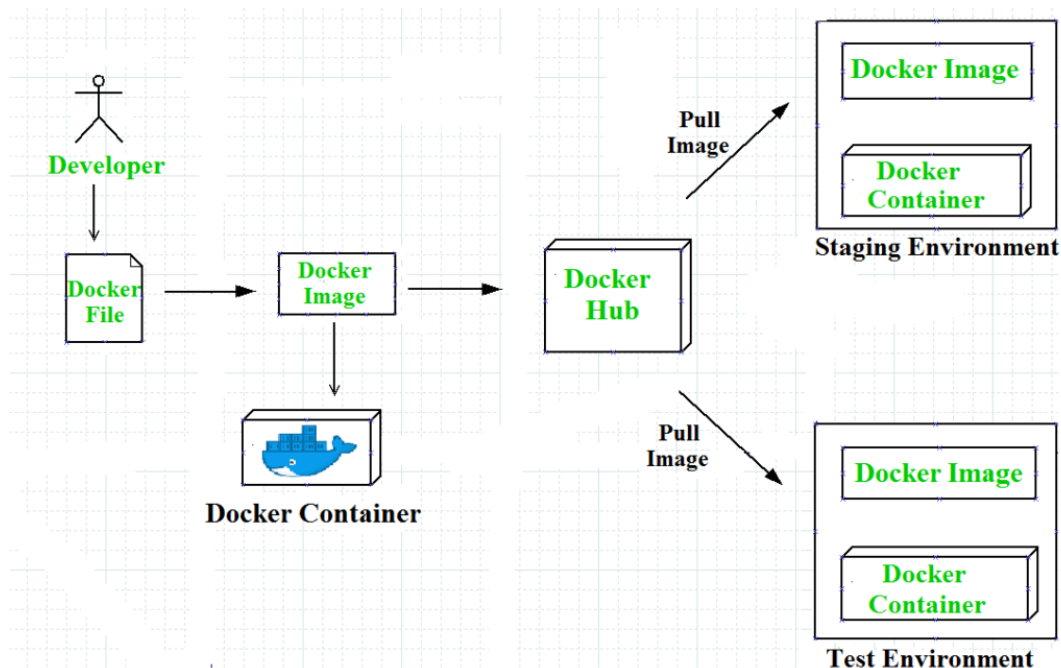 Developer
Docker
File
Docker
Image
Docker Container
Docker
Hub
Pull
Image
Pull
Image
Docker Image
Docker
Container
Staging Environment
Docker Image
Docker
Container
Test Environment